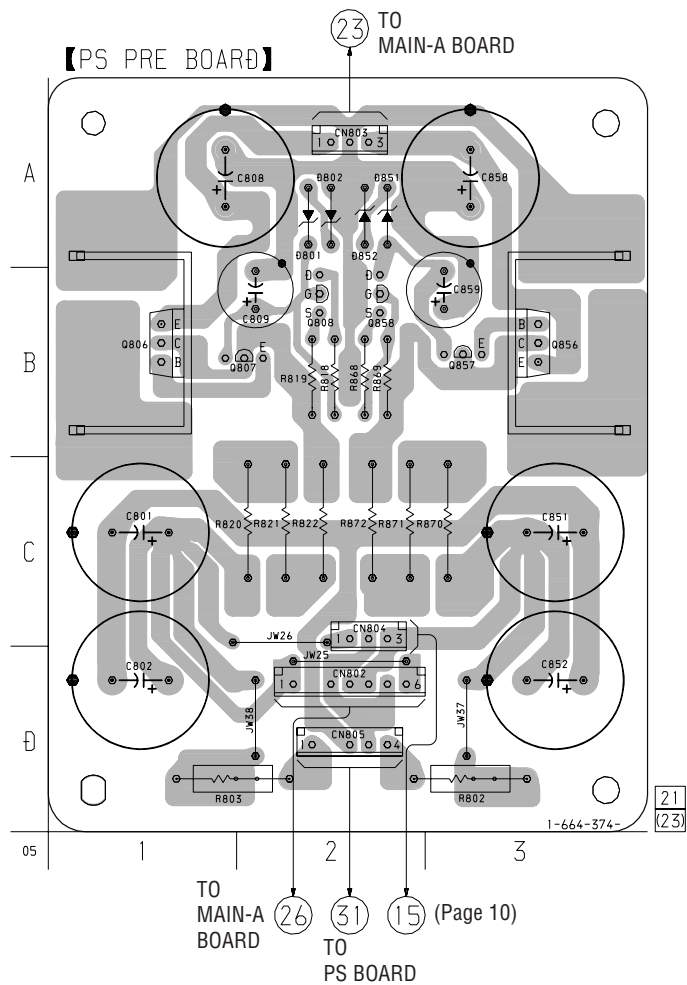 23 TO
MAIN-A BOARD
【PS PRE BOARD】
A
CN803
1 3
C808
D802 D851
C858
D801 D852
C809
D D
G G
S S
Q808 Q858
C859
Q806
E
C
B
Q807 E
Q857 E
B
C
E
Q856
B
R819 R818 R868 R869
C
C801
R820 R821 R822 R872 R871 R870
C851
JW26
CN804
1 3
JW25
C802
CN802
1 6
C852
JW38
JW37
D
CN805
1 4
R803
R802
1-664-374-
21
(23)
05 1 2 3
TO
MAIN-A
BOARD
26 31 15 (Page 10)
TO
PS BOARD